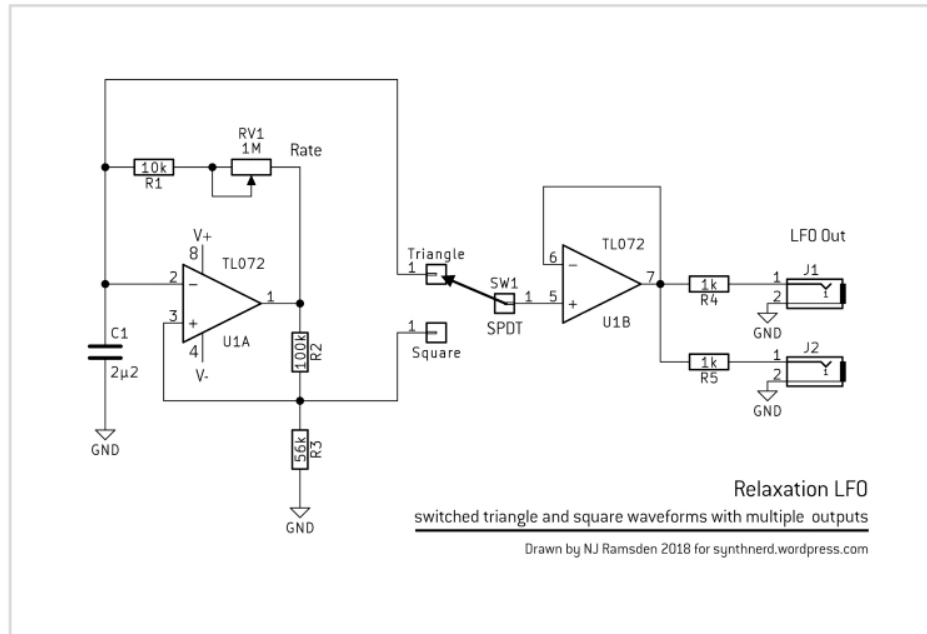 RV1
1M
Rate
10k
R1
V+
8
TL072
2
−
1
3
+
U1A
4
V-
C1
2µ2
GND
100k
R2
56k
R3
GND
Triangle
1
SW1
1
SPDT
1
Square
TL072
6
−
7
5
+
U1B
LFO Out
1k
R4
1
2
J1
1
GND
1k
R5
1
2
J2
1
GND
Relaxation LFO
switched triangle and square waveforms with multiple outputs
Drawn by NJ Ramsden 2018 for synthnerd.wordpress.com